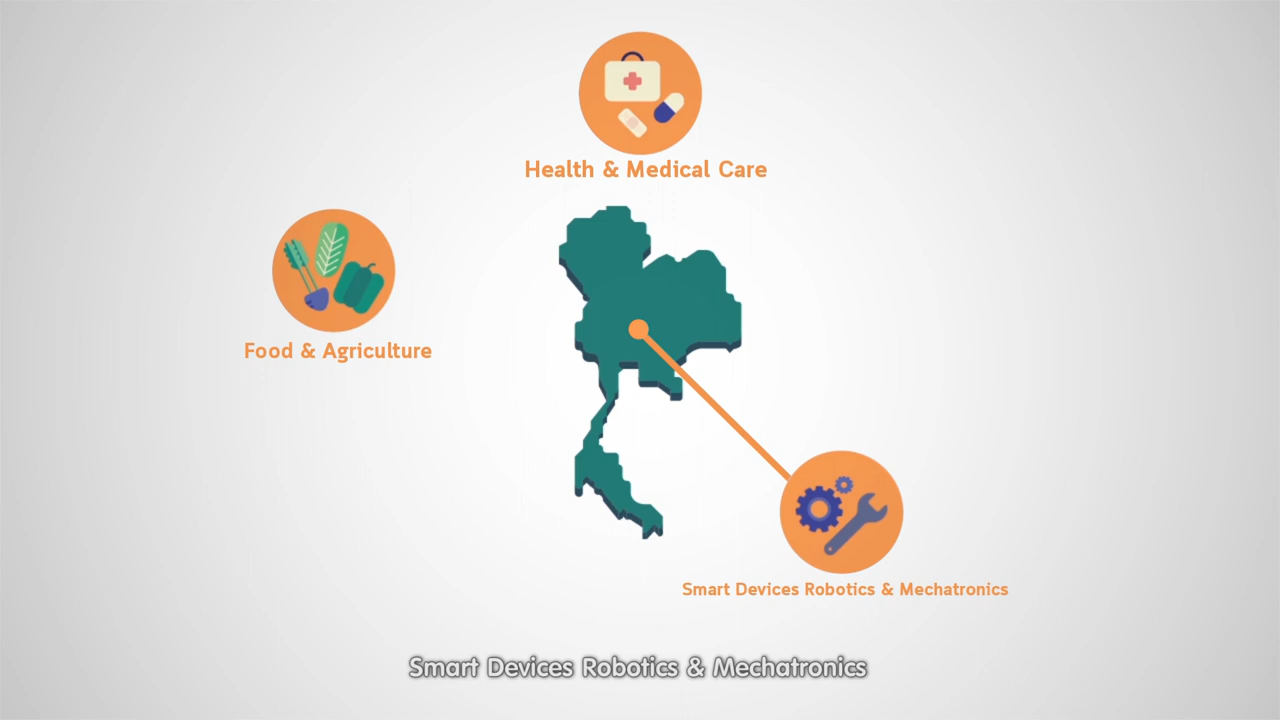 Health & Medical Care
Food & Agriculture
Smart Devices Robotics & Mechatronics
Smart Devices Robotics & Mechatronics